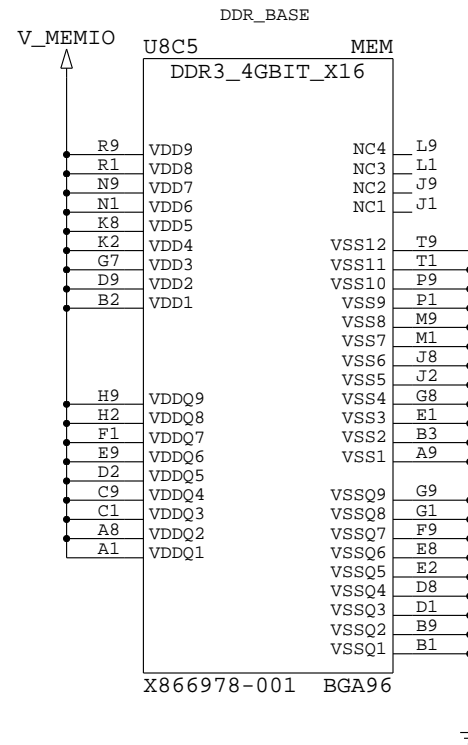 DDR_BASE
V_MEMIO
U8C5 MEM
DDR3_4GBIT_X16
R9 VDD9 NC4 L9
R1 VDD8 NC3 L1
N9 VDD7 NC2 J9
N1 VDD6 NC1 J1
K8 VDD5
K2 VDD4 VSS12 T9
G7 VDD3 VSS11 T1
D9 VDD2 VSS10 P9
B2 VDD1 VSS9 P1
VSS8 M9
VSS7 M1
VSS6 J8
VSS5 J2
H9 VDDQ9 VSS4 G8
H2 VDDQ8 VSS3 E1
F1 VDDQ7 VSS2 B3
E9 VDDQ6 VSS1 A9
D2 VDDQ5
C9 VDDQ4 VSSQ9 G9
C1 VDDQ3 VSSQ8 G1
A8 VDDQ2 VSSQ7 F9
A1 VDDQ1 VSSQ6 E8
VSSQ5 E2
VSSQ4 D8
VSSQ3 D1
VSSQ2 B9
VSSQ1 B1
X866978-001 BGA96